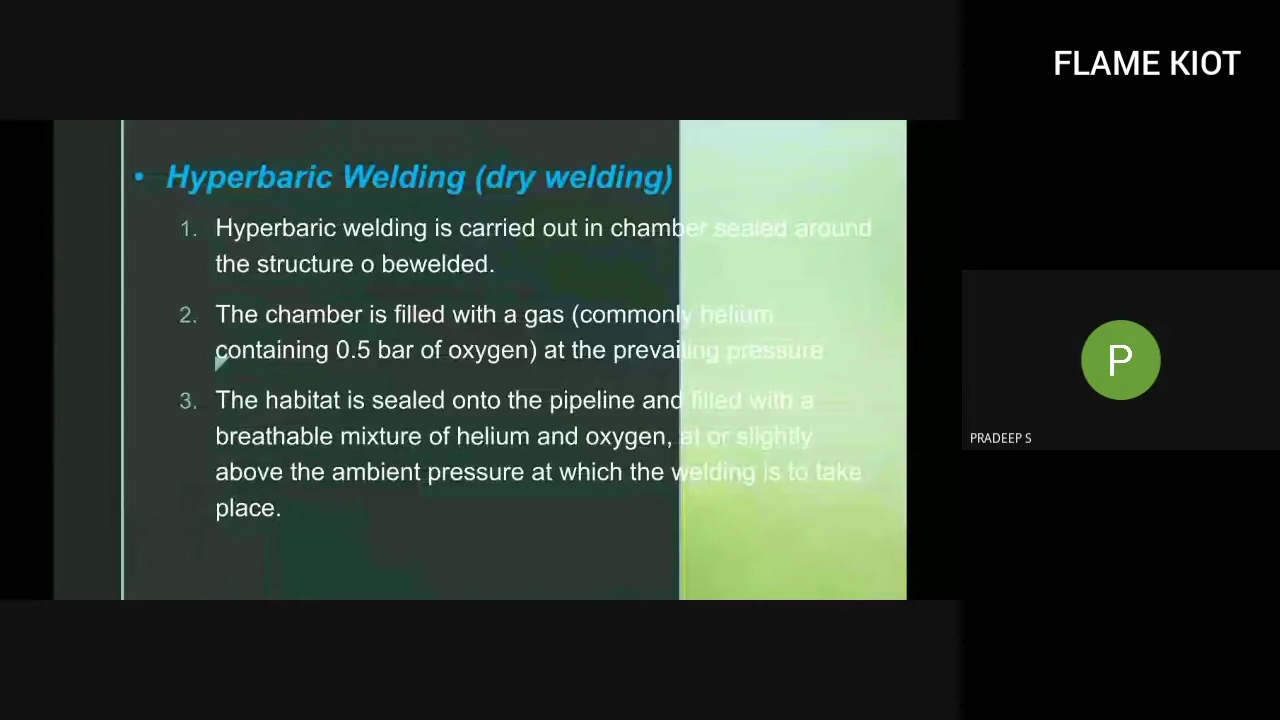 FLAME KIOT
• Hyperbaric Welding (dry welding)
1. Hyperbaric welding is carried out in chamber sealed around
the structure o bewelded.
2. The chamber is filled with a gas (commonly helium
containing 0.5 bar of oxygen) at the prevailing pressure
3. The habitat is sealed onto the pipeline and filled with a
breathable mixture of helium and oxygen, at or slightly
above the ambient pressure at which the welding is to take
place.
P
PRADEEP S